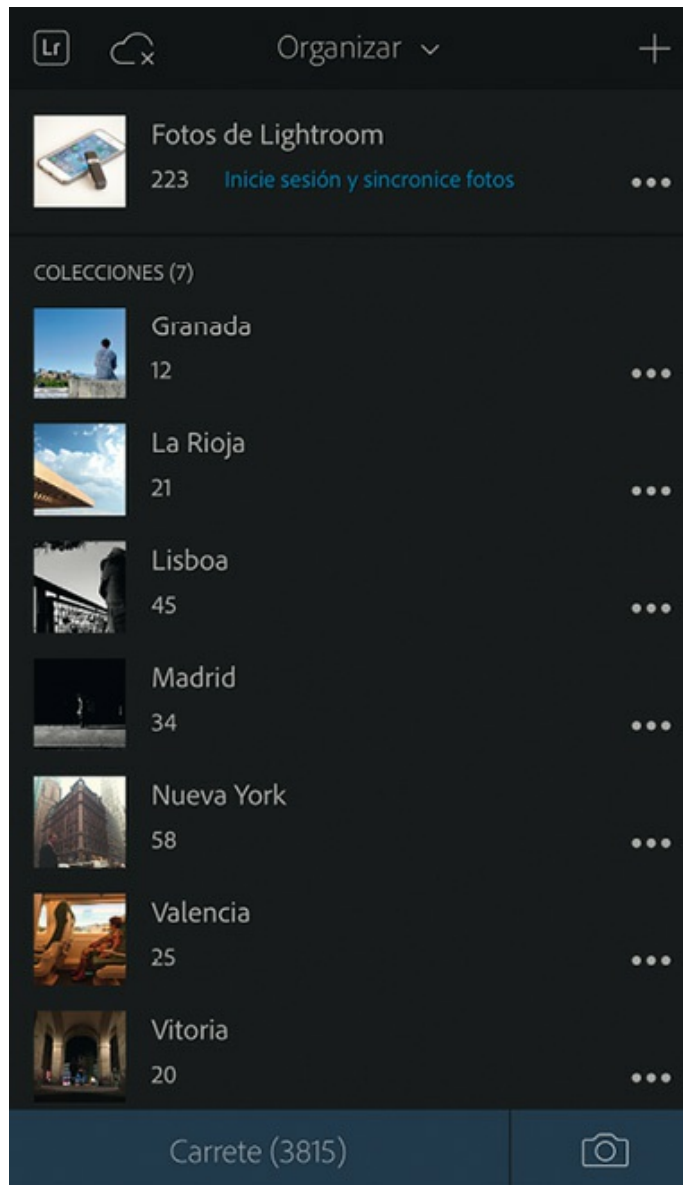 Lr
Organizar
Fotos de Lightroom
223 Inicie sesión y sincronice fotos
COLECCIONES (7)
Granada
12
La Rioja
21
Lisboa
45
Madrid
34
Nueva York
58
Valencia
25
Vitoria
20
Carrete (3815)